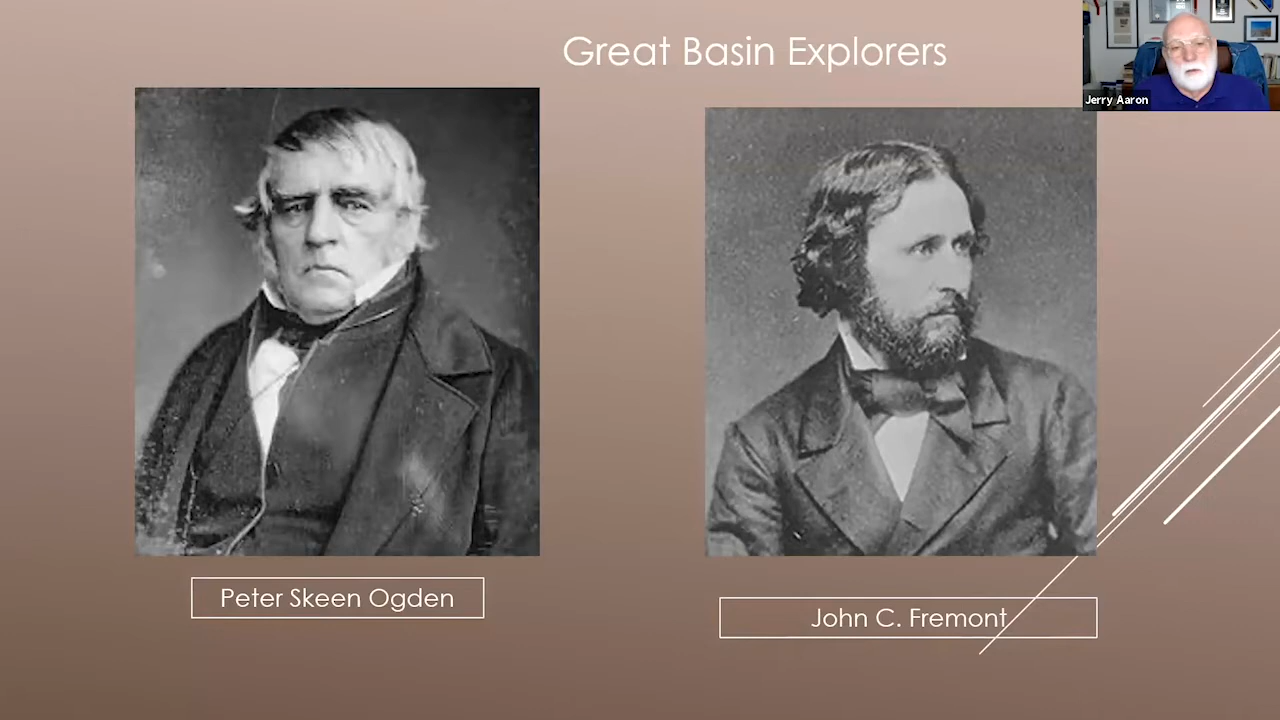 Great Basin Explorers
Jerry Aaron
Peter Skeen Ogden
John C. Fremont